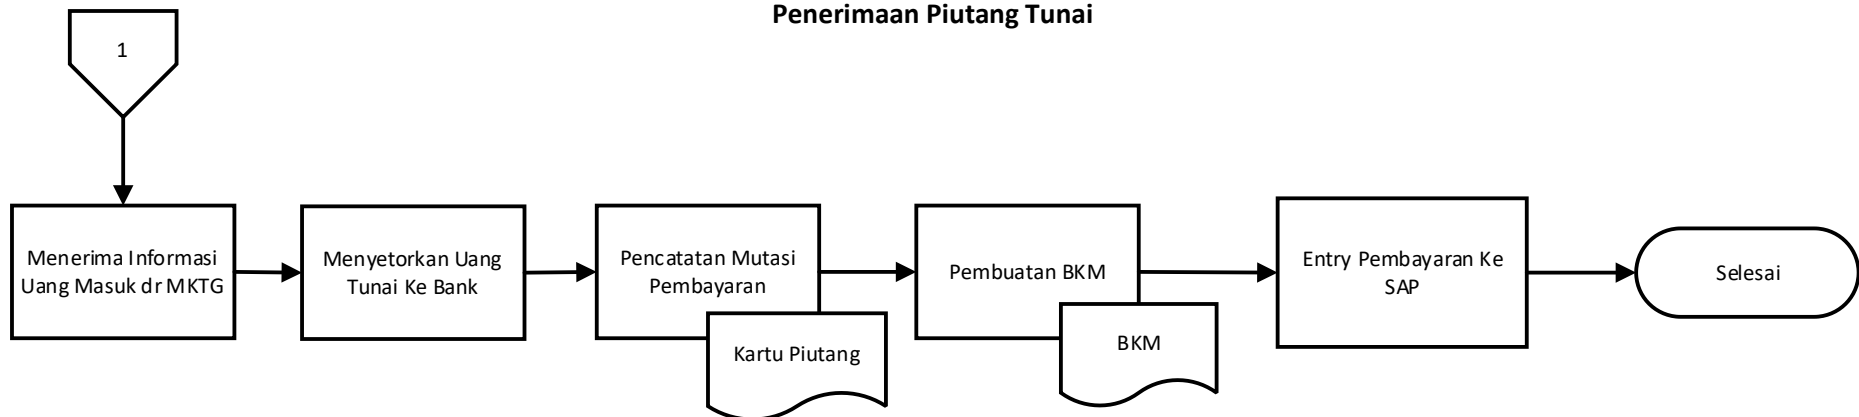 Penerimaan Piutang Tunai
1
Menerima Informasi
Uang Masuk dr MKTG
Menyetorkan Uang
Tunai Ke Bank
Pencatatan Mutasi
Pembayaran
Kartu Piutang
Pembuatan BKM
BKM
Entry Pembayaran Ke
SAP
Selesai